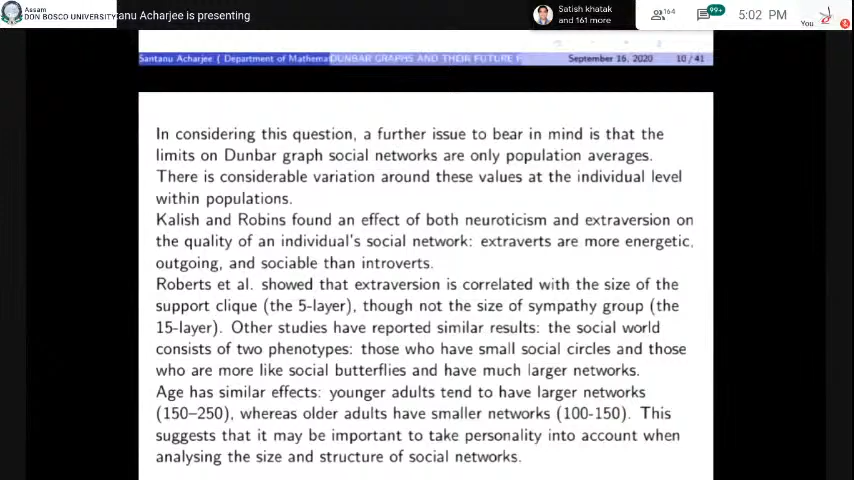 Assam
DON BOSCO UNIVERSITY
tanu Acharjee is presenting
Satish khatak
and 161 more
164
99+
5:02 PM
You
Santanu Acharjee ( Department of Mathema
DUNBAR GRAPHS AND THEIR FUTURE
September 16, 2020
10 / 41
In considering this question, a further issue to bear in mind is that the
limits on Dunbar graph social networks are only population averages.
There is considerable variation around these values at the individual level
within populations.
Kalish and Robins found an effect of both neuroticism and extraversion on
the quality of an individual's social network: extraverts are more energetic,
outgoing, and sociable than introverts.
Roberts et al. showed that extraversion is correlated with the size of the
support clique (the 5-layer), though not the size of sympathy group (the
15-layer). Other studies have reported similar results: the social world
consists of two phenotypes: those who have small social circles and those
who are more like social butterflies and have much larger networks.
Age has similar effects: younger adults tend to have larger networks
(150–250), whereas older adults have smaller networks (100-150). This
suggests that it may be important to take personality into account when
analysing the size and structure of social networks.